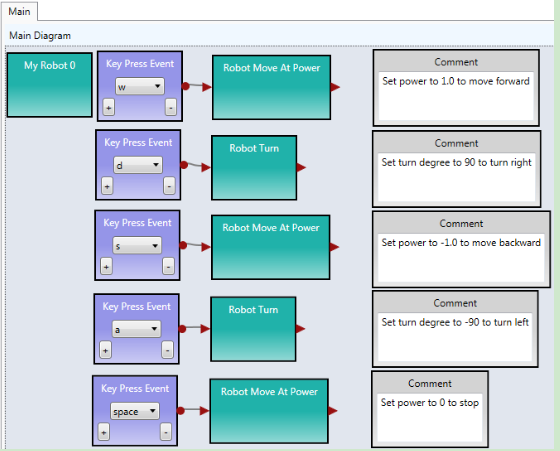 Main
Main Diagram
My Robot 0
Key Press Event
w
+ -
Robot Move At Power
Comment
Set power to 1.0 to move forward
Key Press Event
d
+ -
Robot Turn
Comment
Set turn degree to 90 to turn right
Key Press Event
s
+ -
Robot Move At Power
Comment
Set power to -1.0 to move backward
Key Press Event
a
+ -
Robot Turn
Comment
Set turn degree to -90 to turn left
Key Press Event
space
+ -
Robot Move At Power
Comment
Set power to 0 to stop